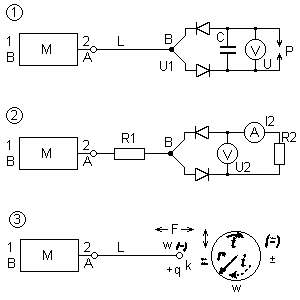 1
1
2
L
B
C
V
P
M
B
A
U1
U
2
1
2
R1
B
A
I2
R2
M
V
B
A
U2
3
F
1
2
L
w (~)
t
(=)
M
r
i
=
±
B
A
+q
k
w